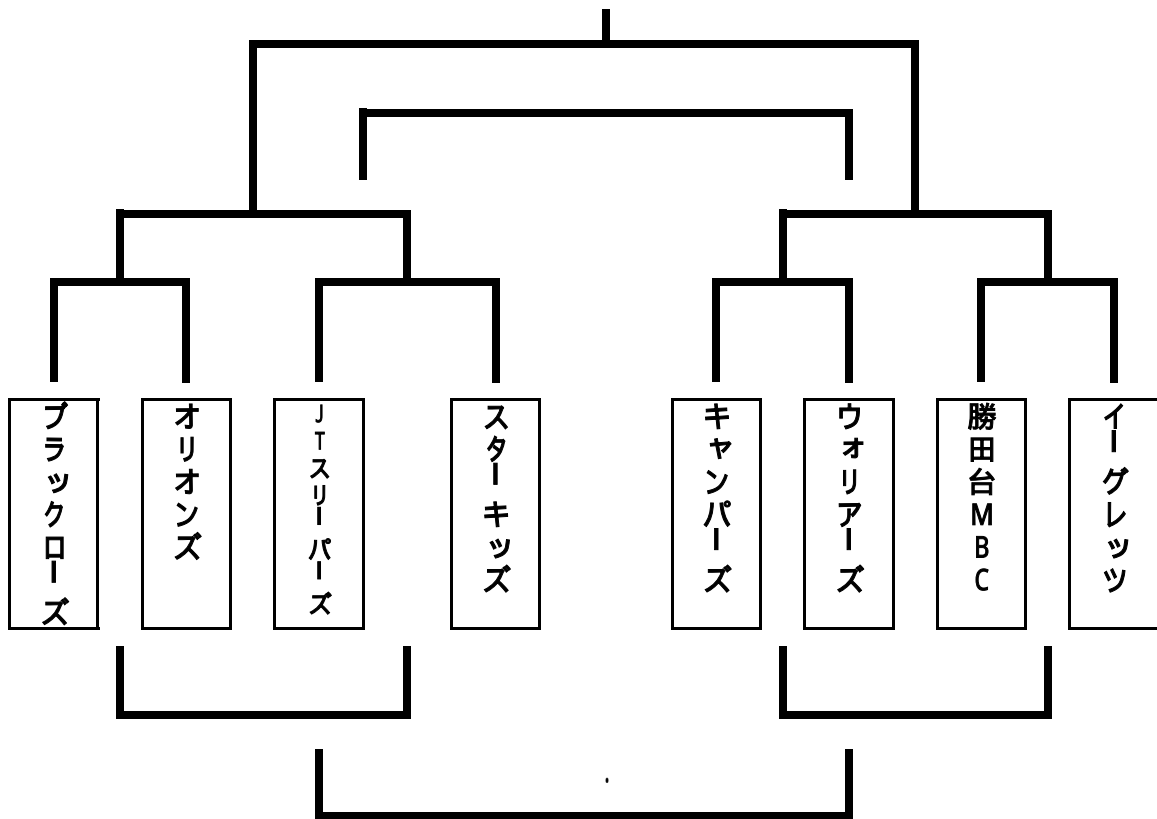 ブラックローズ
オリオンズ
JTスリーパーズ
スターキッズ
キャンパーズ
ウォリアーズ
勝田台MBC
イーグレッツ